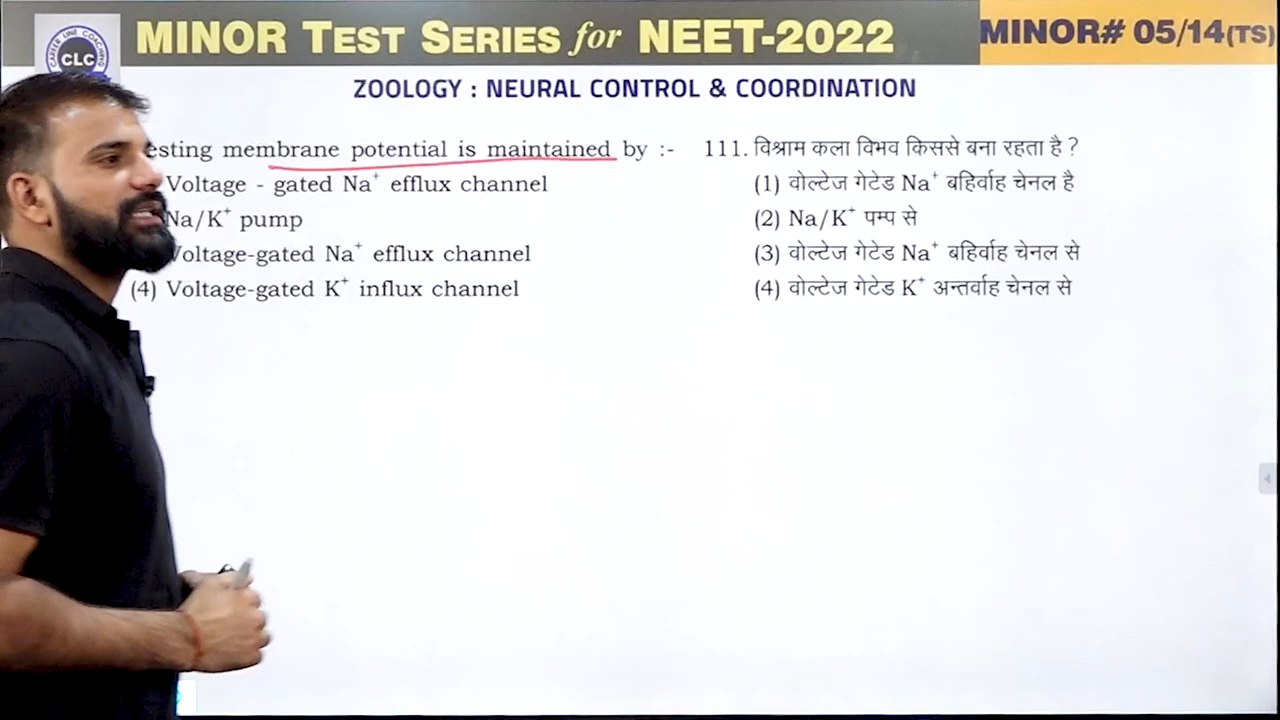 MINOR TEST SERIES for NEET-2022
MINOR# 05/14(TS)
CAREER LINE COACHING
CLC
ZOOLOGY : NEURAL CONTROL & COORDINATION
membrane potential is maintained by :-
Voltage - gated Na⁺ efflux channel
Na/K⁺ pump
Voltage-gated Na⁺ efflux channel
(4) Voltage-gated K⁺ influx channel
111. विश्राम कला विभव किससे बना रहता है ?
(1) वोल्टेज गेटेड Na⁺ बहिर्वाह चेनल है
(2) Na/K⁺ पम्प से
(3) वोल्टेज गेटेड Na⁺ बहिर्वाह चेनल से
(4) वोल्टेज गेटेड K⁺ अन्तर्वाह चेनल से